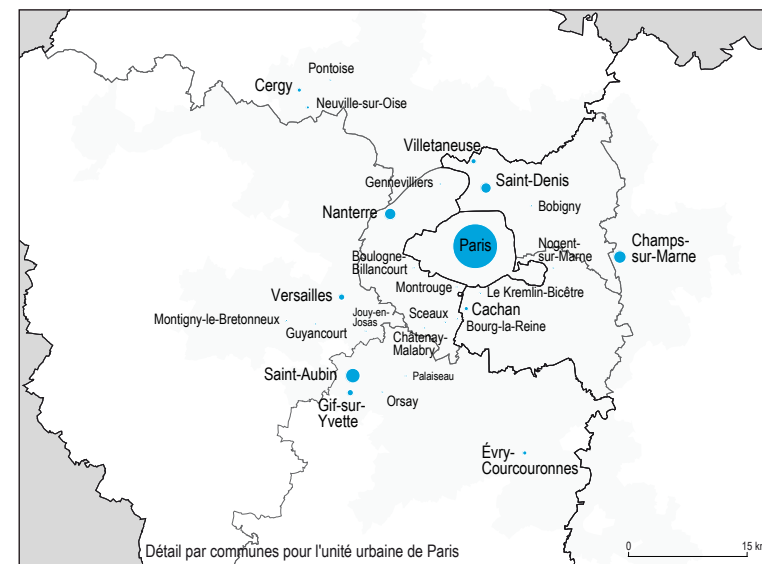 Pontoise
Cergy
Neuville-sur-Oise
Villetaneuse
Gennevilliers
Saint-Denis
Bobigny
Nanterre
Paris
Nogent-
sur-Marne
Champs-
sur-Marne
Boulogne-
Billancourt
Montrouge
Le Kremlin-Bicêtre
Versailles
Cachan
Montigny-le-Bretonneux
Jouy-en-
Josas
Sceaux
Bourg-la-Reine
Guyancourt
Châtenay-
Malabry
Saint-Aubin
Palaiseau
Gif-sur-
Yvette
Orsay
Évry-
Courcouronnes
Détail par communes pour l'unité urbaine de Paris
0
15 km